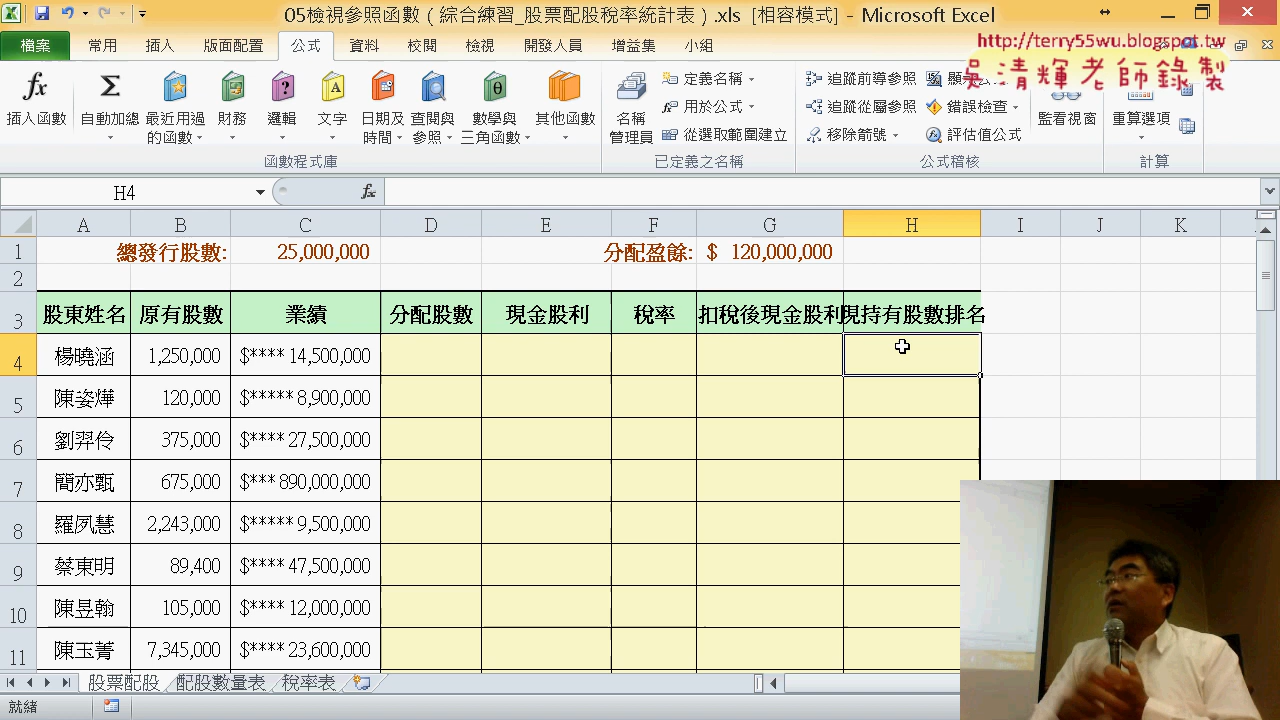 05檢視參照函數（綜合練習_股票配股稅率統計表）.xls [相容模式] - Microsoft Excel
http://terry55wu.blogspot.tw
吳清輝老師錄製
檔案 常用 插入 版面配置 公式 資料 校閱 檢視 開發人員 增益集 小組
插入函數 自動加總 最近用過的函數 財務 邏輯 文字 日期及時間 查閱與參照 數學與三角函數 其他函數
函數程式庫
名稱管理員 定義名稱 用於公式 從選取範圍建立
已定義之名稱
追蹤前導參照 追蹤從屬參照 移除箭號 錯誤檢查 評估值公式 監看視窗
公式稽核
重算選項
計算
H4 fx
A B C D E F G H I J K
1 總發行股數: 25,000,000 分配盈餘: $ 120,000,000
2
3 股東姓名 原有股數 業績 分配股數 現金股利 稅率 扣稅後現金股利 現持有股數排名
4 楊曉涵 1,250,000 $**** 14,500,000
5 陳姿燁 120,000 $***** 8,900,000
6 劉羿伶 375,000 $**** 27,500,000
7 簡亦甄 675,000 $*** 890,000,000
8 羅夙慧 2,243,000 $***** 9,500,000
9 蔡東明 89,400 $**** 47,500,000
10 陳昱翰 105,000 $**** 12,000,000
11 陳玉菁 7,345,000 $**** 23,600,000
股票配股 配股數量表 稅率表
就緒